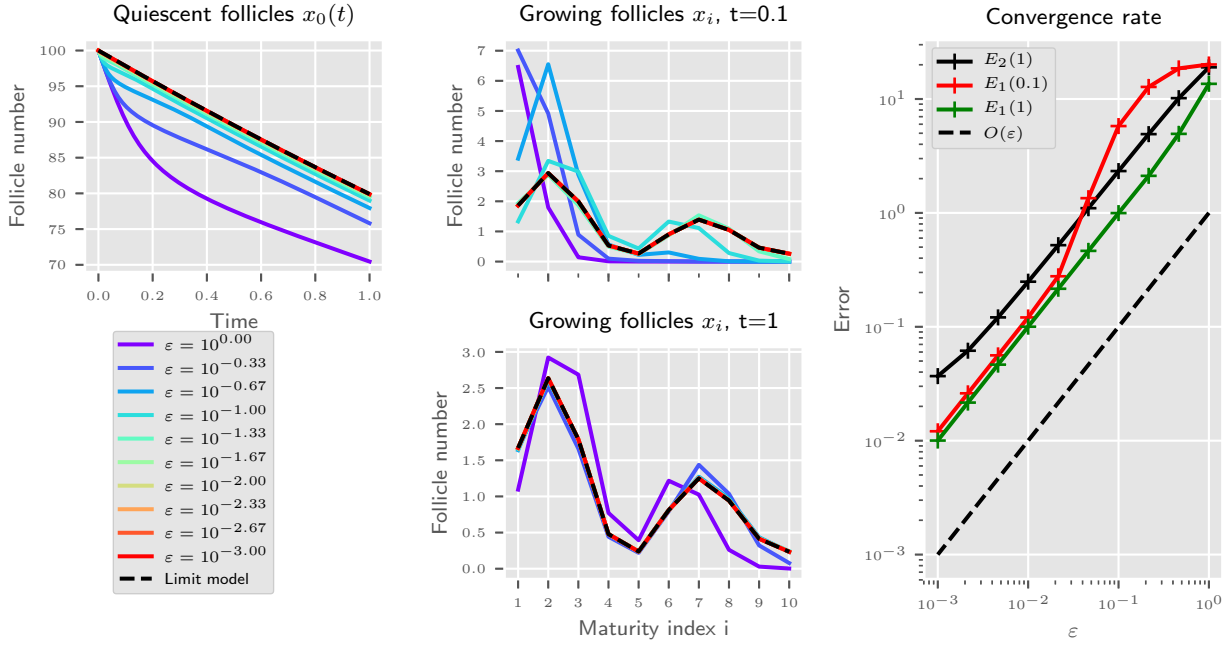 Quiescent follicles x₀(t)
Follicle number
100
95
90
85
80
75
70
0.0 0.2 0.4 0.6 0.8 1.0
Time
ε = 10^0.00
ε = 10^−0.33
ε = 10^−0.67
ε = 10^−1.00
ε = 10^−1.33
ε = 10^−1.67
ε = 10^−2.00
ε = 10^−2.33
ε = 10^−2.67
ε = 10^−3.00
Limit model
Growing follicles xᵢ, t=0.1
Follicle number
7
6
5
4
3
2
1
0
Growing follicles xᵢ, t=1
Follicle number
3.0
2.5
2.0
1.5
1.0
0.5
0.0
1 2 3 4 5 6 7 8 9 10
Maturity index i
Convergence rate
E₂(1)
E₁(0.1)
E₁(1)
O(ε)
Error
10^1
10^0
10^−1
10^−2
10^−3
10^−3 10^−2 10^−1 10^0
ε